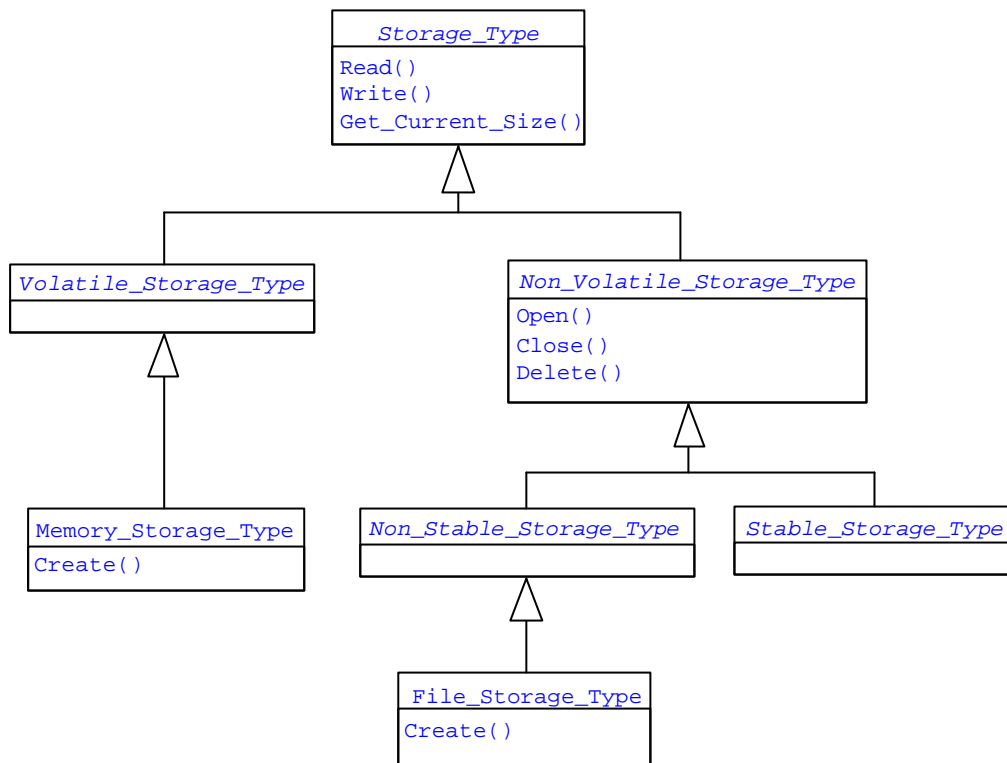 Storage_Type
Read()
Write()
Get_Current_Size()
Volatile_Storage_Type
Non_Volatile_Storage_Type
Open()
Close()
Delete()
Memory_Storage_Type
Create()
Non_Stable_Storage_Type
Stable_Storage_Type
File_Storage_Type
Create()